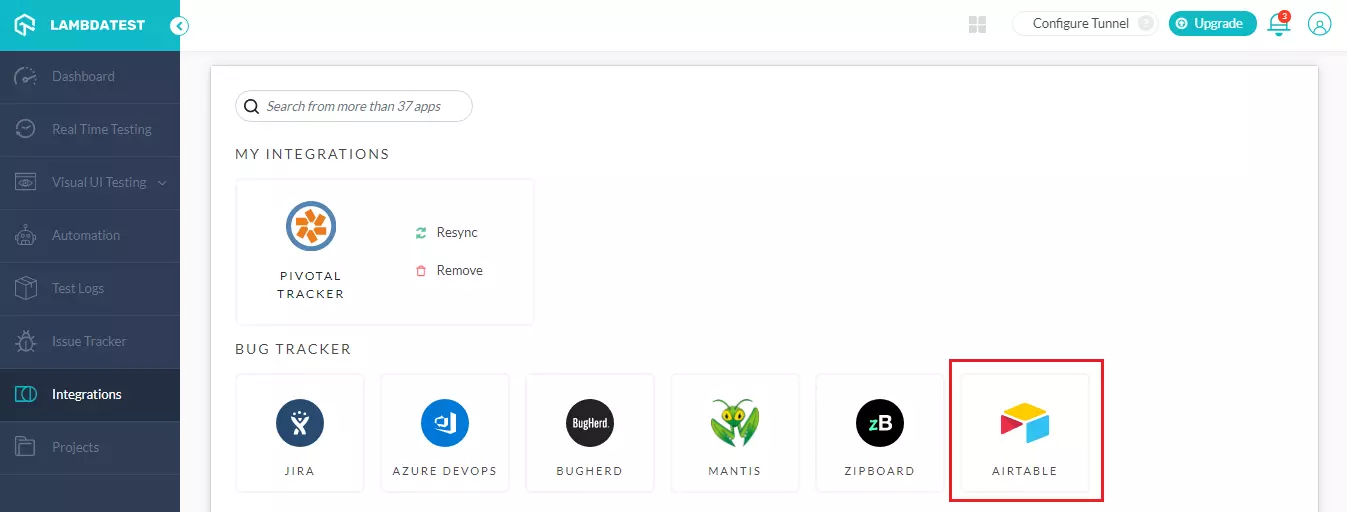 LAMBDATEST
Configure Tunnel ?
Upgrade
3
Dashboard
Real Time Testing
Visual UI Testing
Automation
Test Logs
Issue Tracker
Integrations
Projects
Search from more than 37 apps
MY INTEGRATIONS
PIVOTAL
TRACKER
Resync
Remove
BUG TRACKER
BugHerd.
zB
JIRA
AZURE DEVOPS
BUGHERD
MANTIS
ZIPBOARD
AIRTABLE